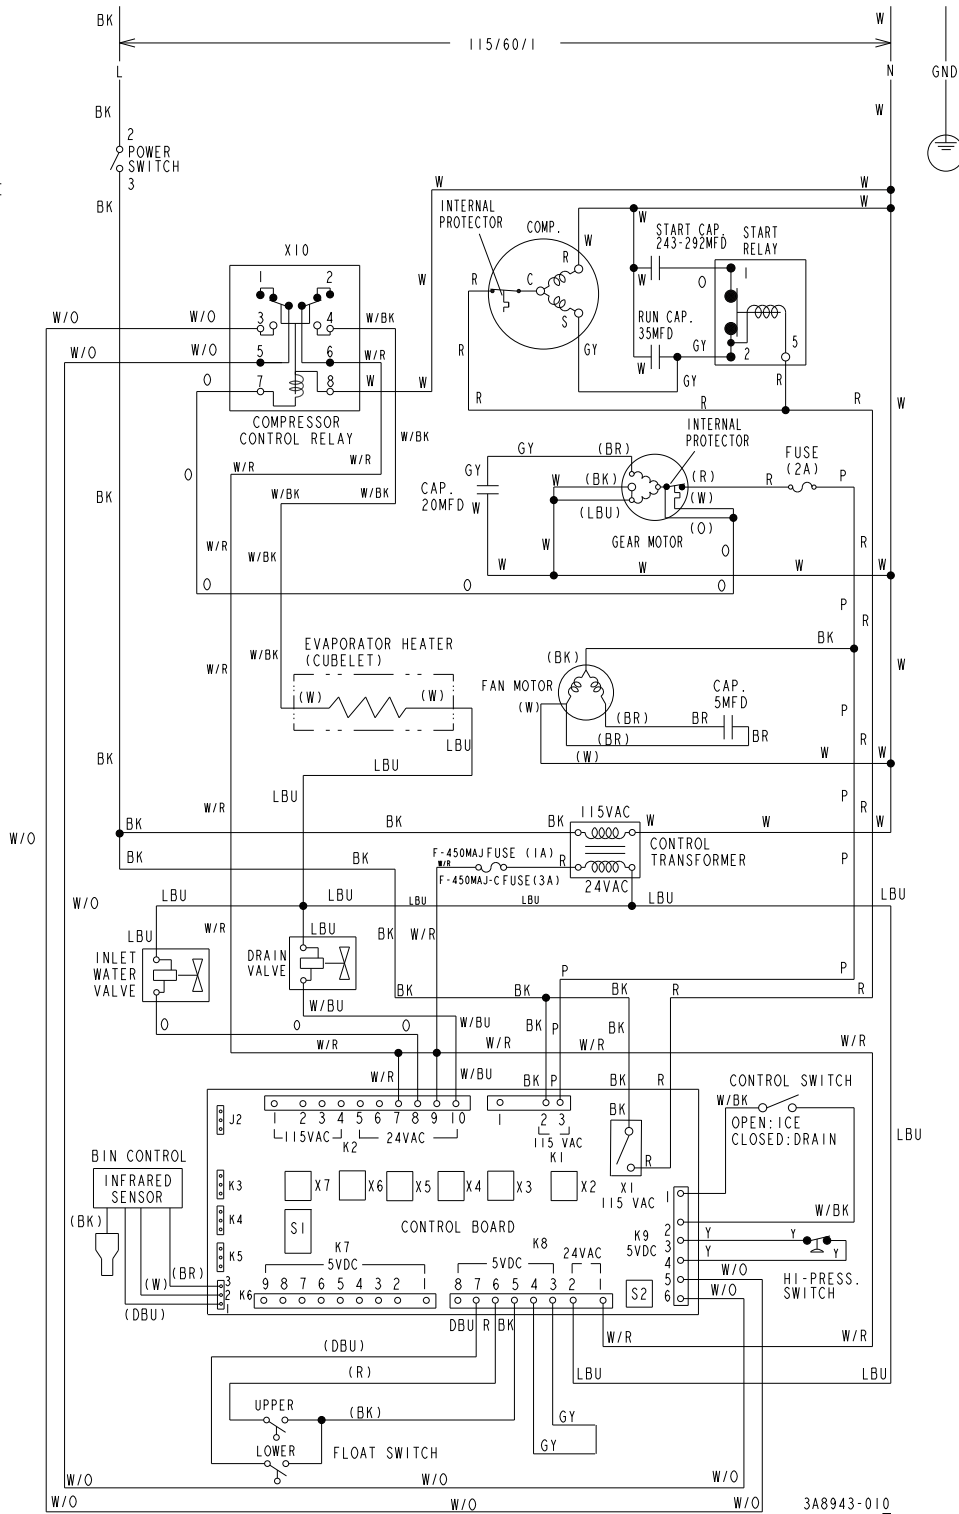 BK
W
115/60/1
L
N
GND
BK
W
2
POWER
SWITCH
3
BK
W
W
W
INTERNAL
PROTECTOR
COMP.
W
START CAP.
243-292MFD
START
RELAY
X10
R
W
1
2
R
C
W
O
1
W
S
RUN CAP.
35MFD
W/O
W/O
3
4
W/BK
5
W/O
W/O
5
6
W/R
R
GY
W
GY
2
O
7
8
W
W
GY
R
R
R
R
W
COMPRESSOR
CONTROL RELAY
W/BK
INTERNAL
PROTECTOR
GY
(BR)
FUSE
(2A)
O
W/R
W/R
GY
W
(BK)
(R)
R
P
BK
W/BK
W/BK
CAP.
20MFD
W
(W)
(LBU)
(O)
GEAR MOTOR
W/R
W/BK
W
O
R
W
W
W
W
O
O
O
P
R
BK
EVAPORATOR HEATER
(CUBELET)
W/BK
(BK)
W/R
W
FAN MOTOR
CAP.
5MFD
(W)
(W)
(W)
P
(BR)
BR
BR
(BR)
R
LBU
(W)
W
W
BK
LBU
LBU
P
W/R
R
115VAC
BK
BK
BK
W
W
W
W/O
CONTROL
TRANSFORMER
BK
BK
F-450MAJ FUSE (1A)
W/R
R
P
F-450MAJ-C FUSE(3A)
24VAC
W/O
LBU
LBU
LBU
LBU
LBU
LBU
W/R
LBU
BK
W/R
INLET
WATER
VALVE
DRAIN
VALVE
P
P
BK
BK
BK
R
R
W/BU
O
O
O
W/BU
BK
P
BK
W/R
W/R
W/R
W/R
W/R
W/BU
BK
P
BK
R
CONTROL SWITCH
W/BK
BK
OPEN:ICE
CLOSED:DRAIN
J2
1
2
3
4
5
6
7
8
9
10
1
2
3
115VAC
K2
24VAC
115 VAC
K1
LBU
BIN CONTROL
R
INFRARED
SENSOR
K3
X7
X6
X5
X4
X3
X2
X1
115 VAC
1
(BK)
K4
S1
CONTROL BOARD
W/BK
2
K9
5VDC
3
Y
Y
K5
K7
5VDC
K8
5VDC
24VAC
4
Y
W/O
(BR)
3
9
8
7
6
5
4
3
2
1
8
7
6
5
4
3
2
1
5
HI-PRESS.
SWITCH
(W)
2
K6
S2
6
W/O
(DBU)
1
DBU
R
BK
W/R
W/R
(DBU)
(R)
LBU
LBU
UPPER
(BK)
GY
LOWER
FLOAT SWITCH
GY
W/O
W/O
W/O
W/O
W/O
W/O
3A8943-010